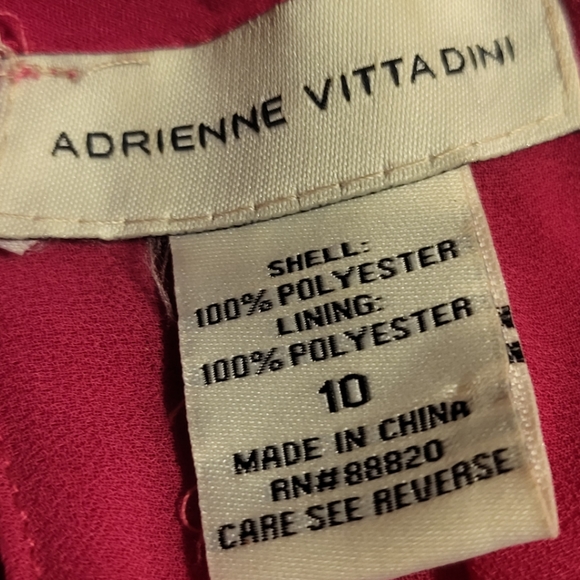 ADRIENNE VITTADINI
SHELL:
100% POLYESTER
LINING:
100% POLYESTER
10
MADE IN CHINA
RN#88820
CARE SEE REVERSE